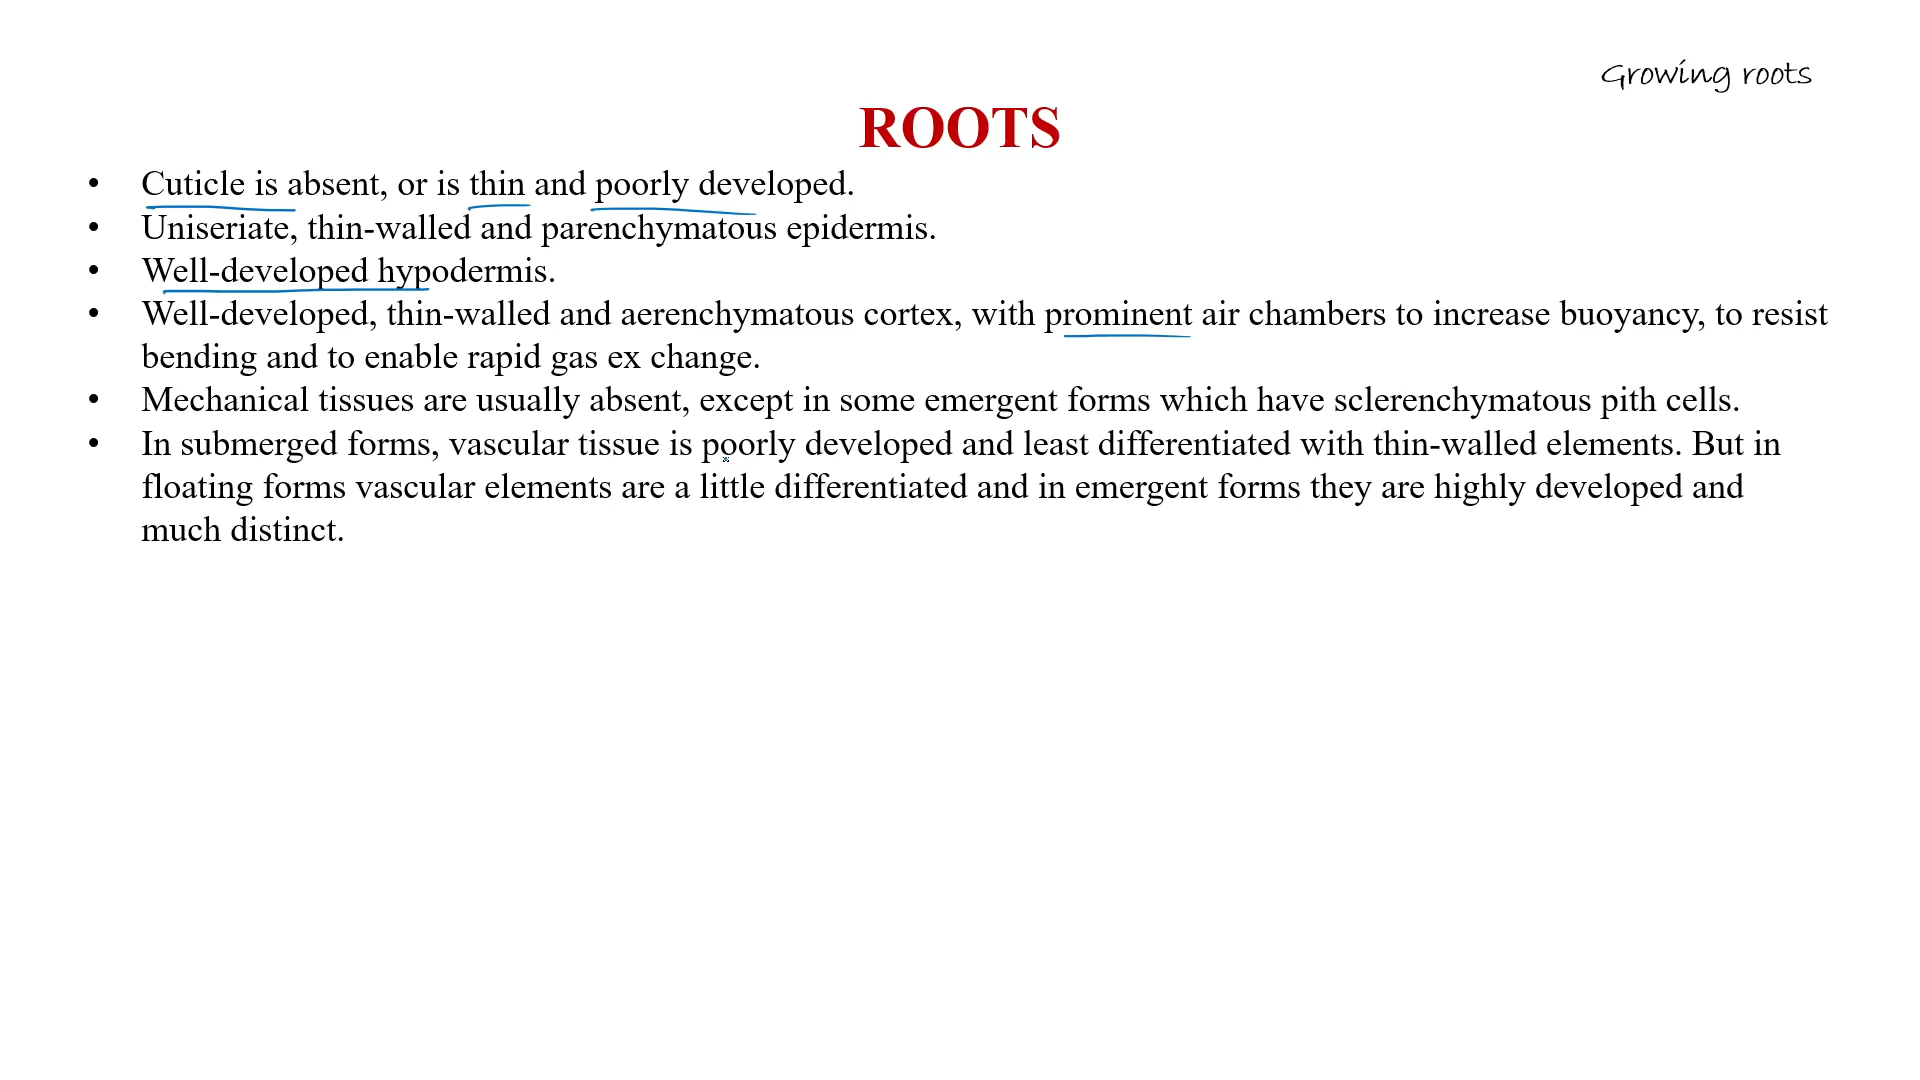 Growing roots
ROOTS
• Cuticle is absent, or is thin and poorly developed.
• Uniseriate, thin-walled and parenchymatous epidermis.
• Well-developed hypodermis.
• Well-developed, thin-walled and aerenchymatous cortex, with prominent air chambers to increase buoyancy, to resist
bending and to enable rapid gas ex change.
• Mechanical tissues are usually absent, except in some emergent forms which have sclerenchymatous pith cells.
• In submerged forms, vascular tissue is poorly developed and least differentiated with thin-walled elements. But in
floating forms vascular elements are a little differentiated and in emergent forms they are highly developed and
much distinct.